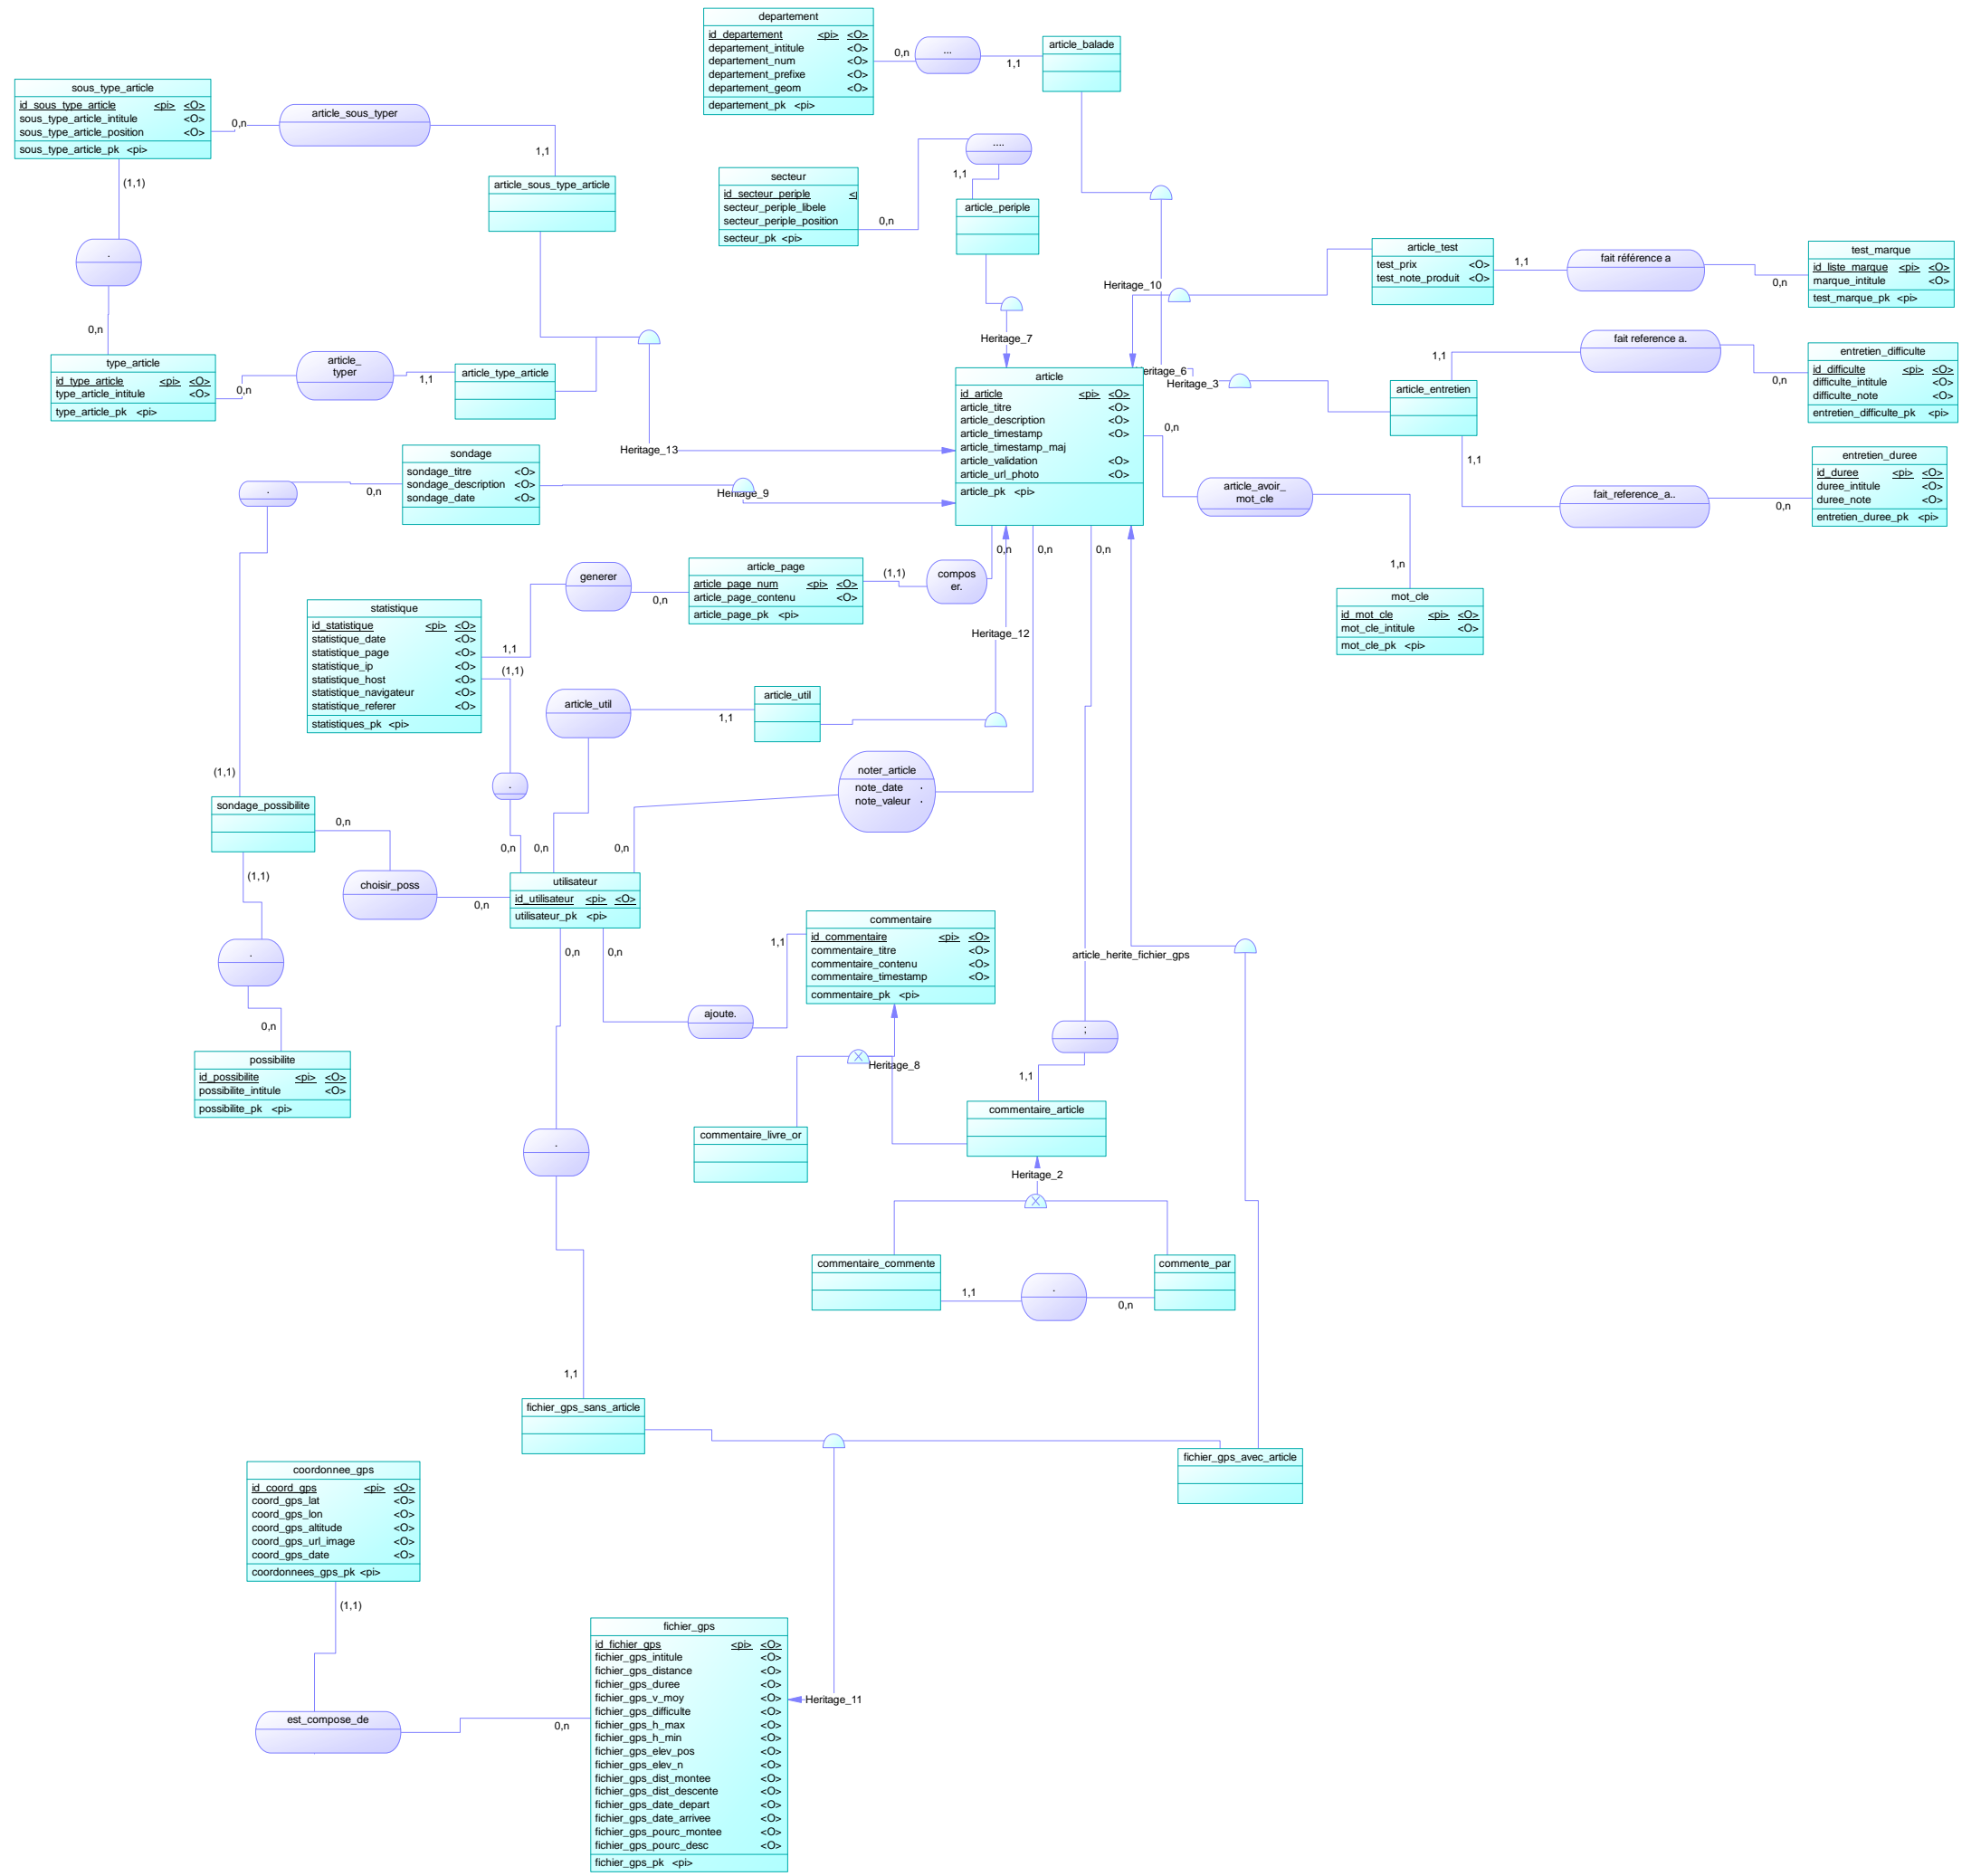 departement
id_departement <pi> <O>
departement_intitule <O>
departement_num <O>
departement_prefixe <O>
departement_geom <O>
departement_pk <pi>
0,n
...
1,1
article_balade
sous_type_article
id_sous_type_article <pi> <O>
sous_type_article_intitule <O>
sous_type_article_position <O>
sous_type_article_pk <pi>
0,n
article_sous_typer
1,1
(1,1)
article_sous_type_article
secteur
id_secteur_periple
secteur_periple_libele
secteur_periple_position
secteur_pk <pi>
0,n
....
1,1
article_periple
.
0,n
type_article
id_type_article <pi> <O>
type_article_intitule <O>
type_article_pk <pi>
0,n
article_
typer
1,1
article_type_article
Heritage_13
Heritage_7
Heritage_10
Heritage_6
Heritage_3
article_test
test_prix <O>
test_note_produit <O>
1,1
fait référence a
0,n
test_marque
id_liste_marque <pi> <O>
marque_intitule <O>
test_marque_pk <pi>
article_entretien
1,1
fait reference a.
0,n
entretien_difficulte
id_difficulte <pi> <O>
difficulte_intitule <O>
difficulte_note <O>
entretien_difficulte_pk <pi>
1,1
fait_reference_a..
0,n
entretien_duree
id_duree <pi> <O>
duree_intitule <O>
duree_note <O>
entretien_duree_pk <pi>
article
id_article <pi> <O>
article_titre <O>
article_description <O>
article_timestamp <O>
article_timestamp_maj
article_validation <O>
article_url_photo <O>
article_pk <pi>
0,n
article_avoir_
mot_cle
1,n
mot_cle
id_mot_cle <pi> <O>
mot_cle_intitule <O>
mot_cle_pk <pi>
sondage
sondage_titre <O>
sondage_description <O>
sondage_date <O>
Heritage_9
.
0,n
0,n
0,n
0,n
compos
er.
(1,1)
article_page
article_page_num <pi> <O>
article_page_contenu <O>
article_page_pk <pi>
0,n
générer
1,1
statistique
id_statistique <pi> <O>
statistique_date <O>
statistique_page <O>
statistique_ip <O>
statistique_host <O>
statistique_navigateur <O>
statistique_referer <O>
statistiques_pk <pi>
(1,1)
.
0,n
Heritage_12
article_util
1,1
article_util
0,n
noter_article
note_date .
note_valeur .
0,n
(1,1)
sondage_possibilite
0,n
choisir_poss
0,n
utilisateur
id_utilisateur <pi> <O>
utilisateur_pk <pi>
(1,1)
.
0,n
possibilite
id_possibilite <pi> <O>
possibilite_intitule <O>
possibilite_pk <pi>
0,n
0,n
ajoute.
1,1
commentaire
id_commentaire <pi> <O>
commentaire_titre <O>
commentaire_contenu <O>
commentaire_timestamp <O>
commentaire_pk <pi>
article_herite_fichier_gps
;
1,1
Heritage_8
commentaire_livre_or
commentaire_article
Heritage_2
commentaire_commente
1,1
.
0,n
commente_par
.
1,1
fichier_gps_sans_article
fichier_gps_avec_article
coordonnee_gps
id_coord_gps <pi> <O>
coord_gps_lat <O>
coord_gps_lon <O>
coord_gps_altitude <O>
coord_gps_url_image <O>
coord_gps_date <O>
coordonnees_gps_pk <pi>
(1,1)
est_compose_de
0,n
Heritage_11
fichier_gps
id_fichier_gps <pi> <O>
fichier_gps_intitule <O>
fichier_gps_distance <O>
fichier_gps_duree <O>
fichier_gps_v_moy <O>
fichier_gps_difficulte <O>
fichier_gps_h_max <O>
fichier_gps_h_min <O>
fichier_gps_elev_pos <O>
fichier_gps_elev_n <O>
fichier_gps_dist_montee <O>
fichier_gps_dist_descente <O>
fichier_gps_date_depart <O>
fichier_gps_date_arrivee <O>
fichier_gps_pourc_montee <O>
fichier_gps_pourc_desc <O>
fichier_gps_pk <pi>